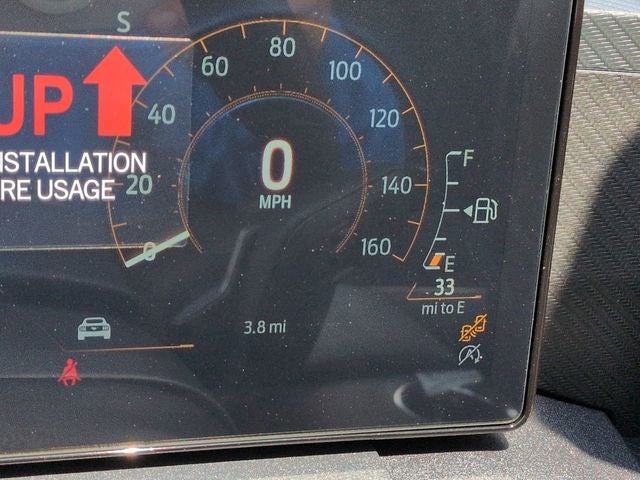 S
UP
NSTALLATION
RE USAGE
0
20
40
60
80
100
120
140
160
0
MPH
F
E
33
mi to E
3.8 mi